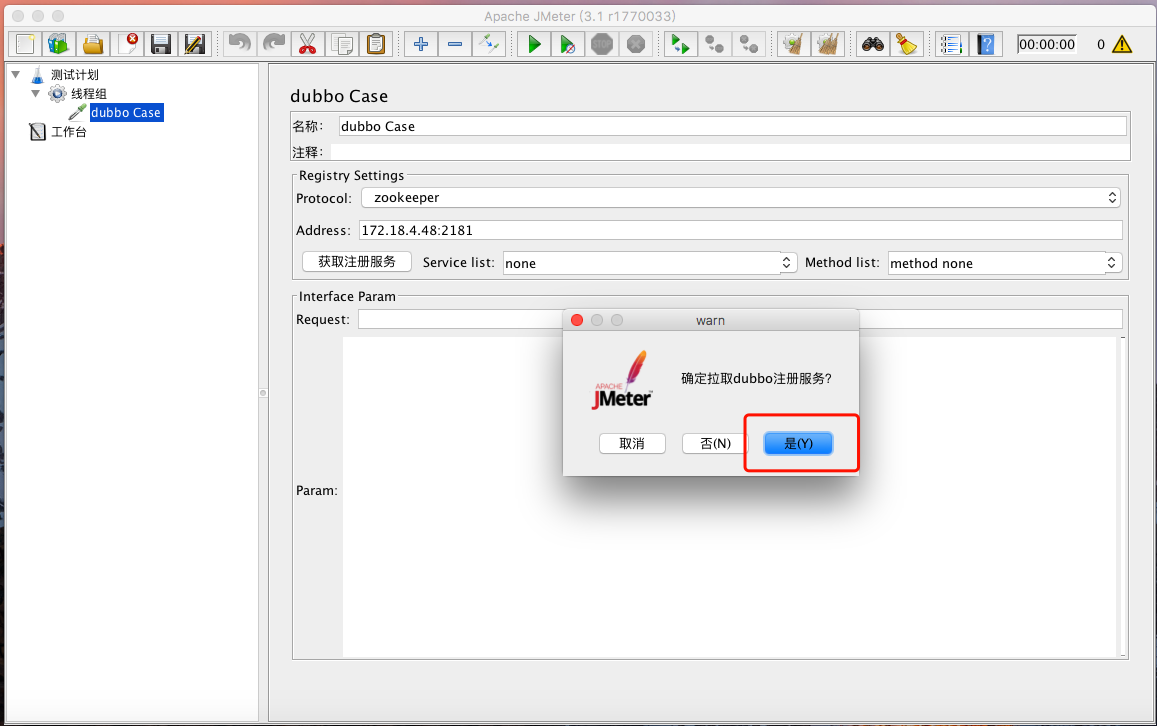 Apache JMeter (3.1 r1770033)
STOP
00:00:00
0
测试计划
线程组
dubbo Case
工作台
dubbo Case
名称：
dubbo Case
注释：
Registry Settings
Protocol:
zookeeper
Address:
172.18.4.48:2181
获取注册服务
Service list:
none
Method list:
method none
Interface Param
Request:
Param:
warn
APACHE
JMeter
TM
确定拉取dubbo注册服务?
取消
否(N)
是(Y)